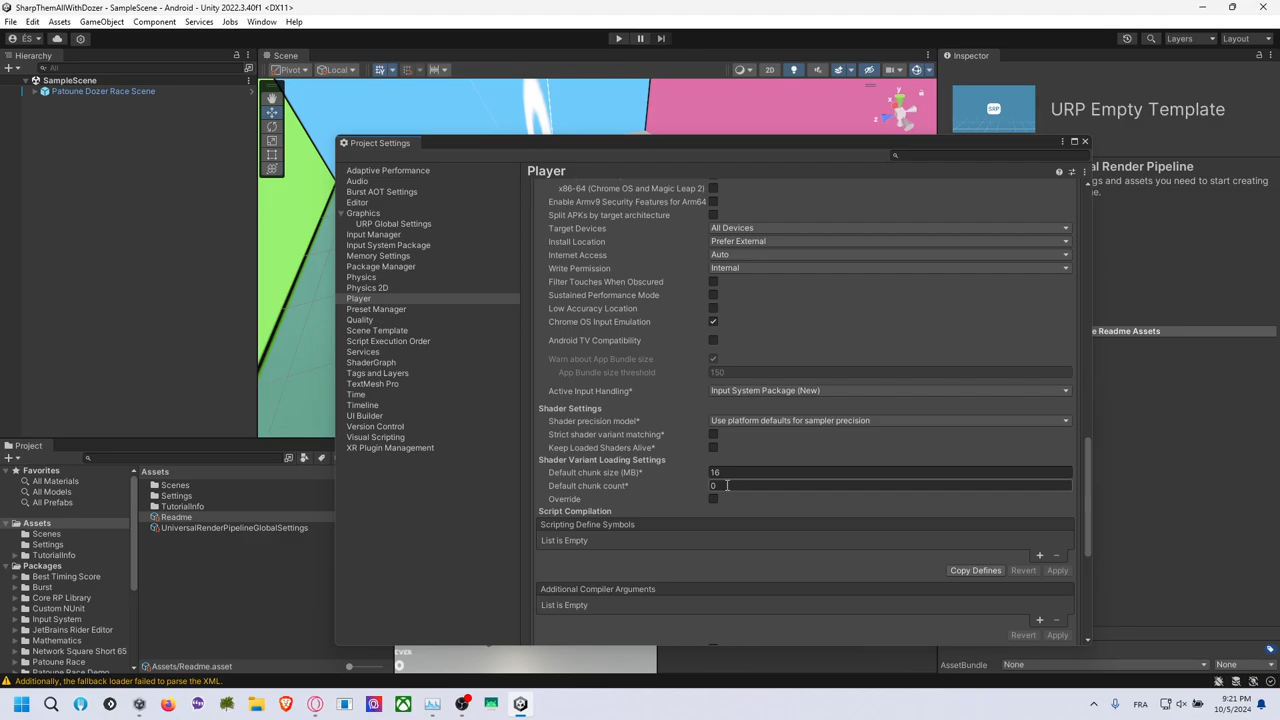 SharpThemAllWithDozer - SampleScene - Android - Unity 2022.3.40f1 <DX11>
File Edit Assets GameObject Component Services Jobs Window Help
ÉS Layers Layout
Hierarchy Scene Inspector
All Pivot Local 2D
SampleScene
Patoune Dozer Race Scene
SRP URP Empty Template
x y z
Project Settings
al Render Pipeline
gs and assets you need to start creating
e.
e Readme Assets
Adaptive Performance
Audio
Burst AOT Settings
Editor
Graphics
URP Global Settings
Input Manager
Input System Package
Memory Settings
Package Manager
Physics
Physics 2D
Player
Preset Manager
Quality
Scene Template
Script Execution Order
Services
ShaderGraph
Tags and Layers
TextMesh Pro
Time
Timeline
UI Builder
Version Control
Visual Scripting
XR Plugin Management
Player
x86-64 (Chrome OS and Magic Leap 2)
Enable Armv9 Security Features for Arm64
Split APKs by target architecture
Target Devices All Devices
Install Location Prefer External
Internet Access Auto
Write Permission Internal
Filter Touches When Obscured
Sustained Performance Mode
Low Accuracy Location
Chrome OS Input Emulation
Android TV Compatibility
Warn about App Bundle size
App Bundle size threshold 150
Active Input Handling* Input System Package (New)
Shader Settings
Shader precision model* Use platform defaults for sampler precision
Strict shader variant matching*
Keep Loaded Shaders Alive*
Shader Variant Loading Settings
Default chunk size (MB)* 16
Default chunk count* 0
Override
Script Compilation
Scripting Define Symbols
List is Empty
Copy Defines Revert Apply
Additional Compiler Arguments
List is Empty
Revert Apply
Project
Favorites
All Materials
All Models
All Prefabs
Assets
Scenes
Settings
TutorialInfo
Packages
Best Timing Score
Burst
Core RP Library
Custom NUnit
Input System
JetBrains Rider Editor
Mathematics
Network Square Short 65
Patoune Race
Patoune Race Demo
Assets
Scenes
Settings
TutorialInfo
Readme
UniversalRenderPipelineGlobalSettings
Assets/Readme.asset
EVER
AssetBundle None None
Additionally, the fallback loader failed to parse the XML.
FRA 9:21 PM
10/5/2024